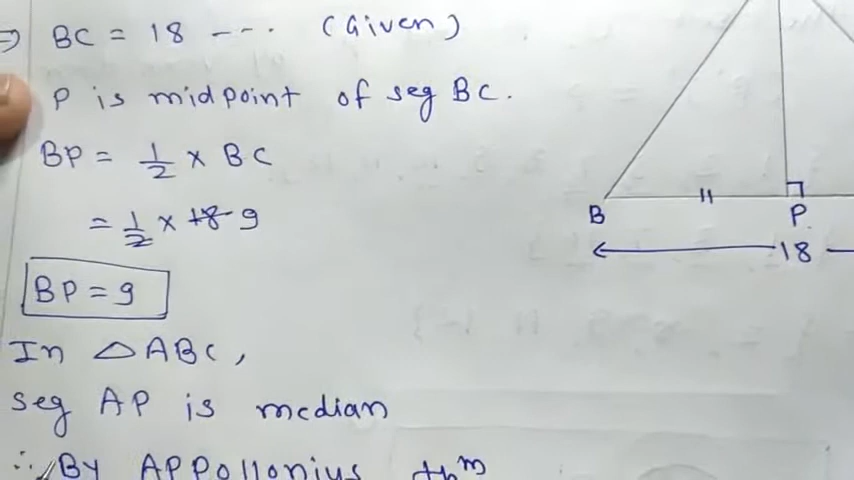 ⇒ BC = 18 ---- (Given)
P is midpoint of seg BC.
BP = 1/2 × BC
= 1/2 × 18 9
BP = 9
In △ABC,
seg AP is median
∴ By APPollonius thm
B
P
18